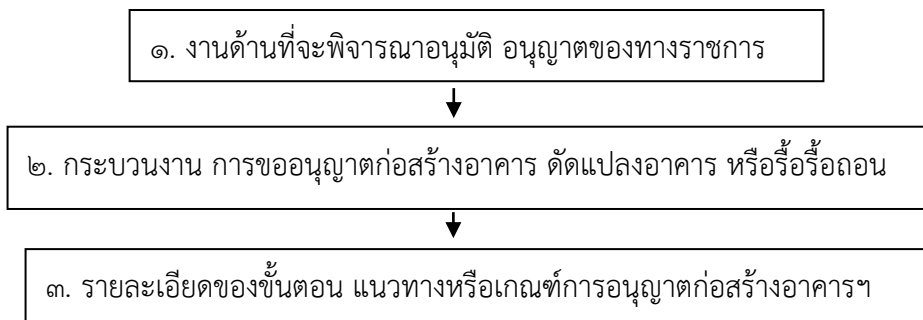 ๑. งานด้านที่จะพิจารณาอนุมัติ อนุญาตของทางราชการ
๒. กระบวนงาน การขออนุญาตก่อสร้างอาคาร ดัดแปลงอาคาร หรือรื้อรื้อถอน
๓. รายละเอียดของขั้นตอน แนวทางหรือเกณฑ์การอนุญาตก่อสร้างอาคารฯ